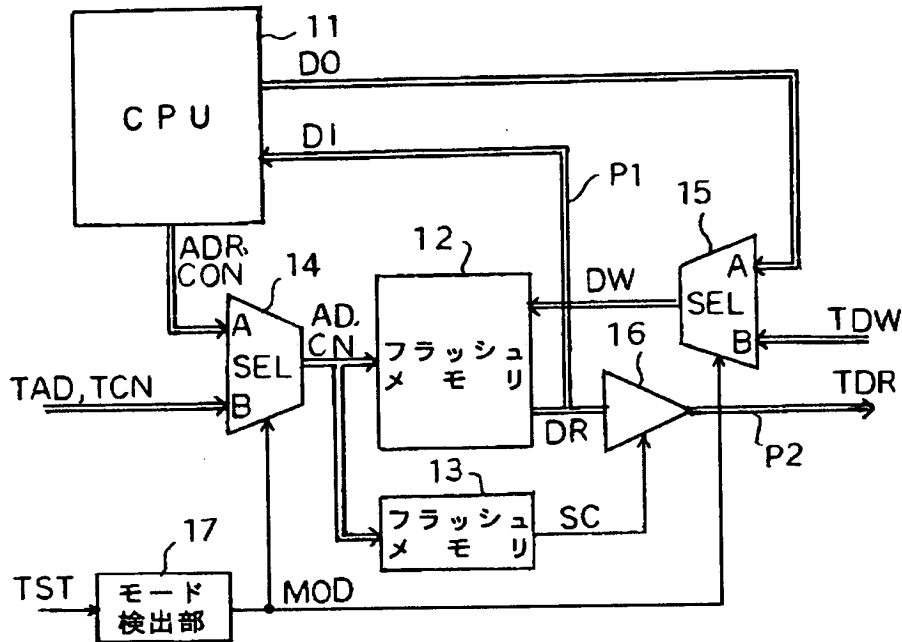 11
DO
CPU
DI
P1
15
ADR,
CON
14
12
A
DW
SEL
A
AD,
CN
16
B
TDW
SEL
フラッシュ
メモリ
TAD,TCN
B
TDR
DR
P2
13
フラッシュ
メモリ
SC
17
TST
モード
検出部
MOD